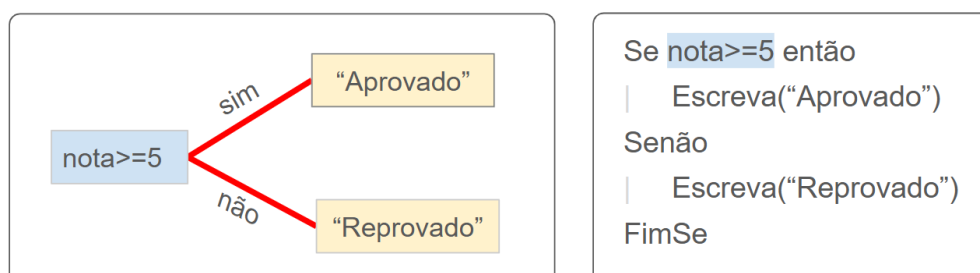 nota>=5
sim
"Aprovado"
não
"Reprovado"
Se nota>=5 então
Escreva(“Aprovado”)
Senão
Escreva(“Reprovado”)
FimSe